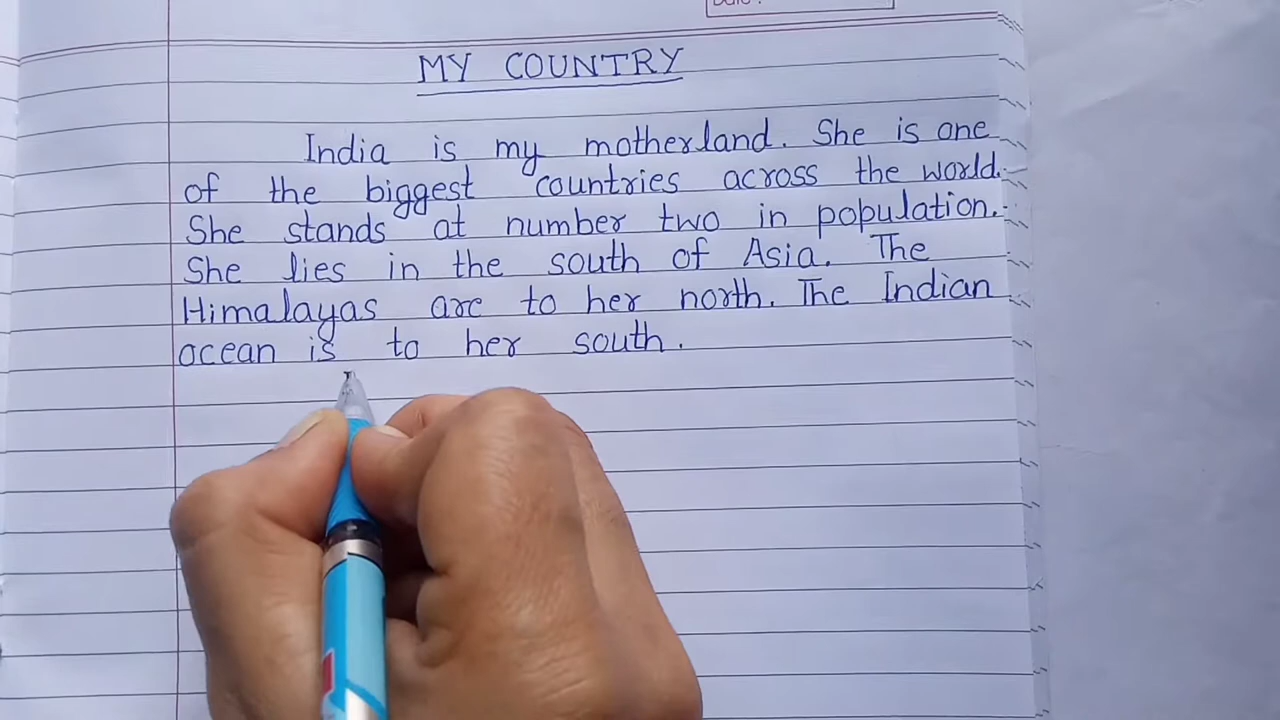 MY COUNTRY
India is my motherland. She is one
of the biggest countries across the world.
She stands at number two in population.
She lies in the south of Asia. The
Himalayas are to her north. The Indian
ocean is to her south.